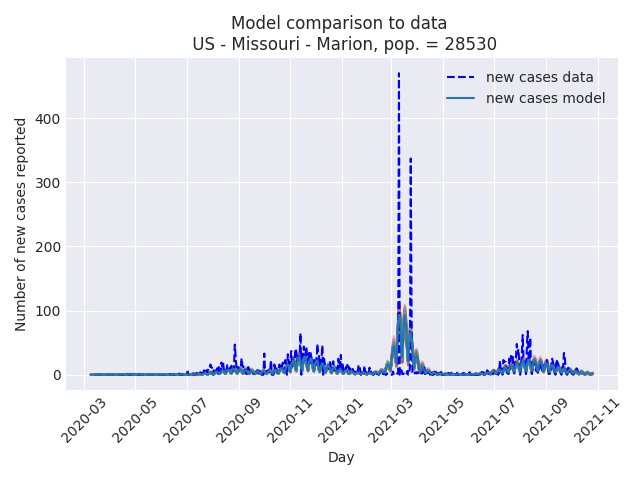 Model comparison to data
US - Missouri - Marion, pop. = 28530
new cases data
new cases model
Number of new cases reported
400
300
200
100
0
2020-03
2020-05
2020-07
2020-09
2020-11
2021-01
2021-03
2021-05
2021-07
2021-09
2021-11
Day